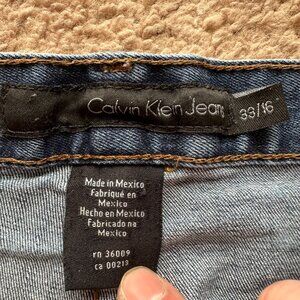 Calvin Klein Jeans
33/16
Made in Mexico
Fabriqué en
Mexico
Hecho en Mexico
Fabricado no
Mexico
rn 36009
ca 00213